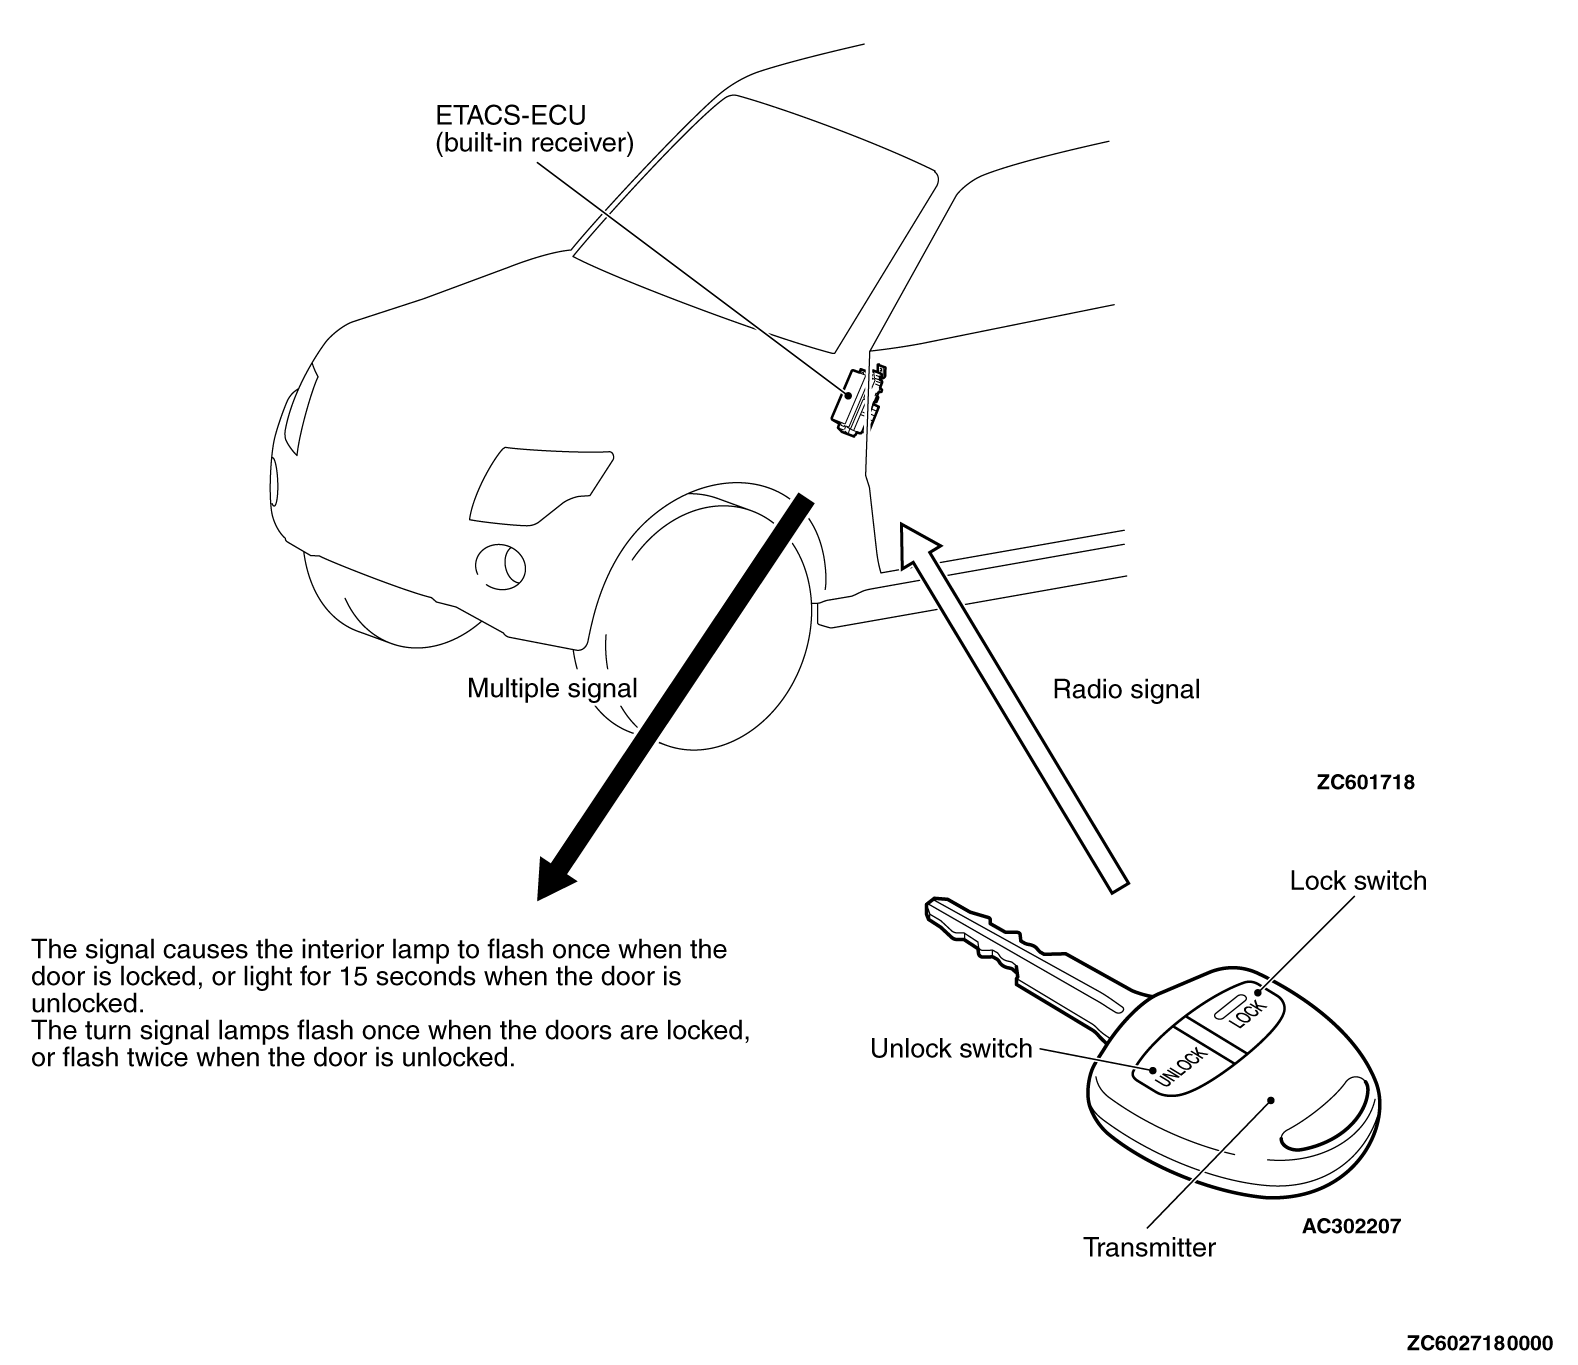 ETACS-ECU
(built-in receiver)
Multiple signal
Radio signal
ZC601718
Lock switch
The signal causes the interior lamp to flash once when the
door is locked, or light for 15 seconds when the door is
unlocked.
The turn signal lamps flash once when the doors are locked,
or flash twice when the door is unlocked.
LOCK
Unlock switch
UNLOCK
AC302207
Transmitter
ZC6027180000